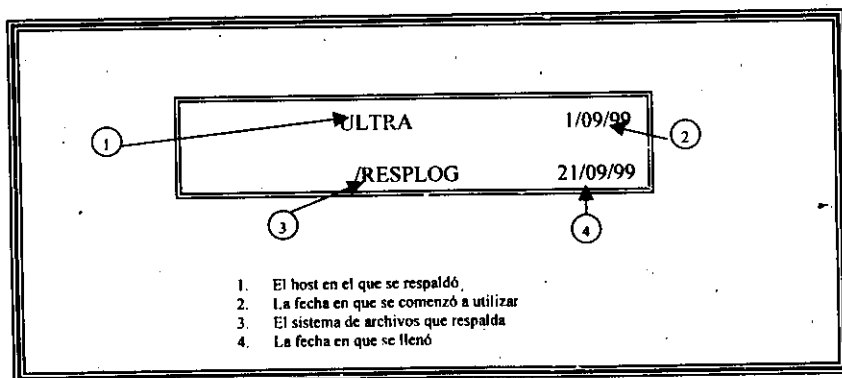 ULTRA 1/09/99
1 2
/RESPLOG 21/09/99
3 4
1. El host en el que se respaldó
2. La fecha en que se comenzó a utilizar
3. El sistema de archivos que respalda
4. La fecha en que se llenó